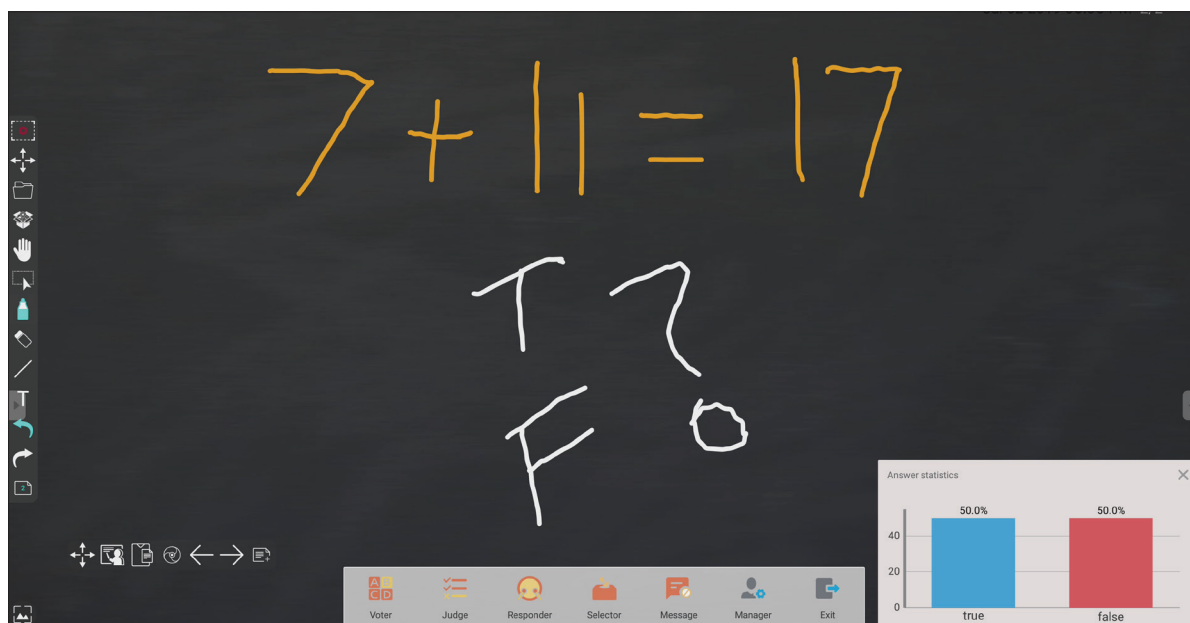 7 + 11 = 17
T ?
F
Answer statistics
50.0% 50.0%
40
20
0
true false
A B
C D
Voter Judge Responder Selector Message Manager Exit
T
2